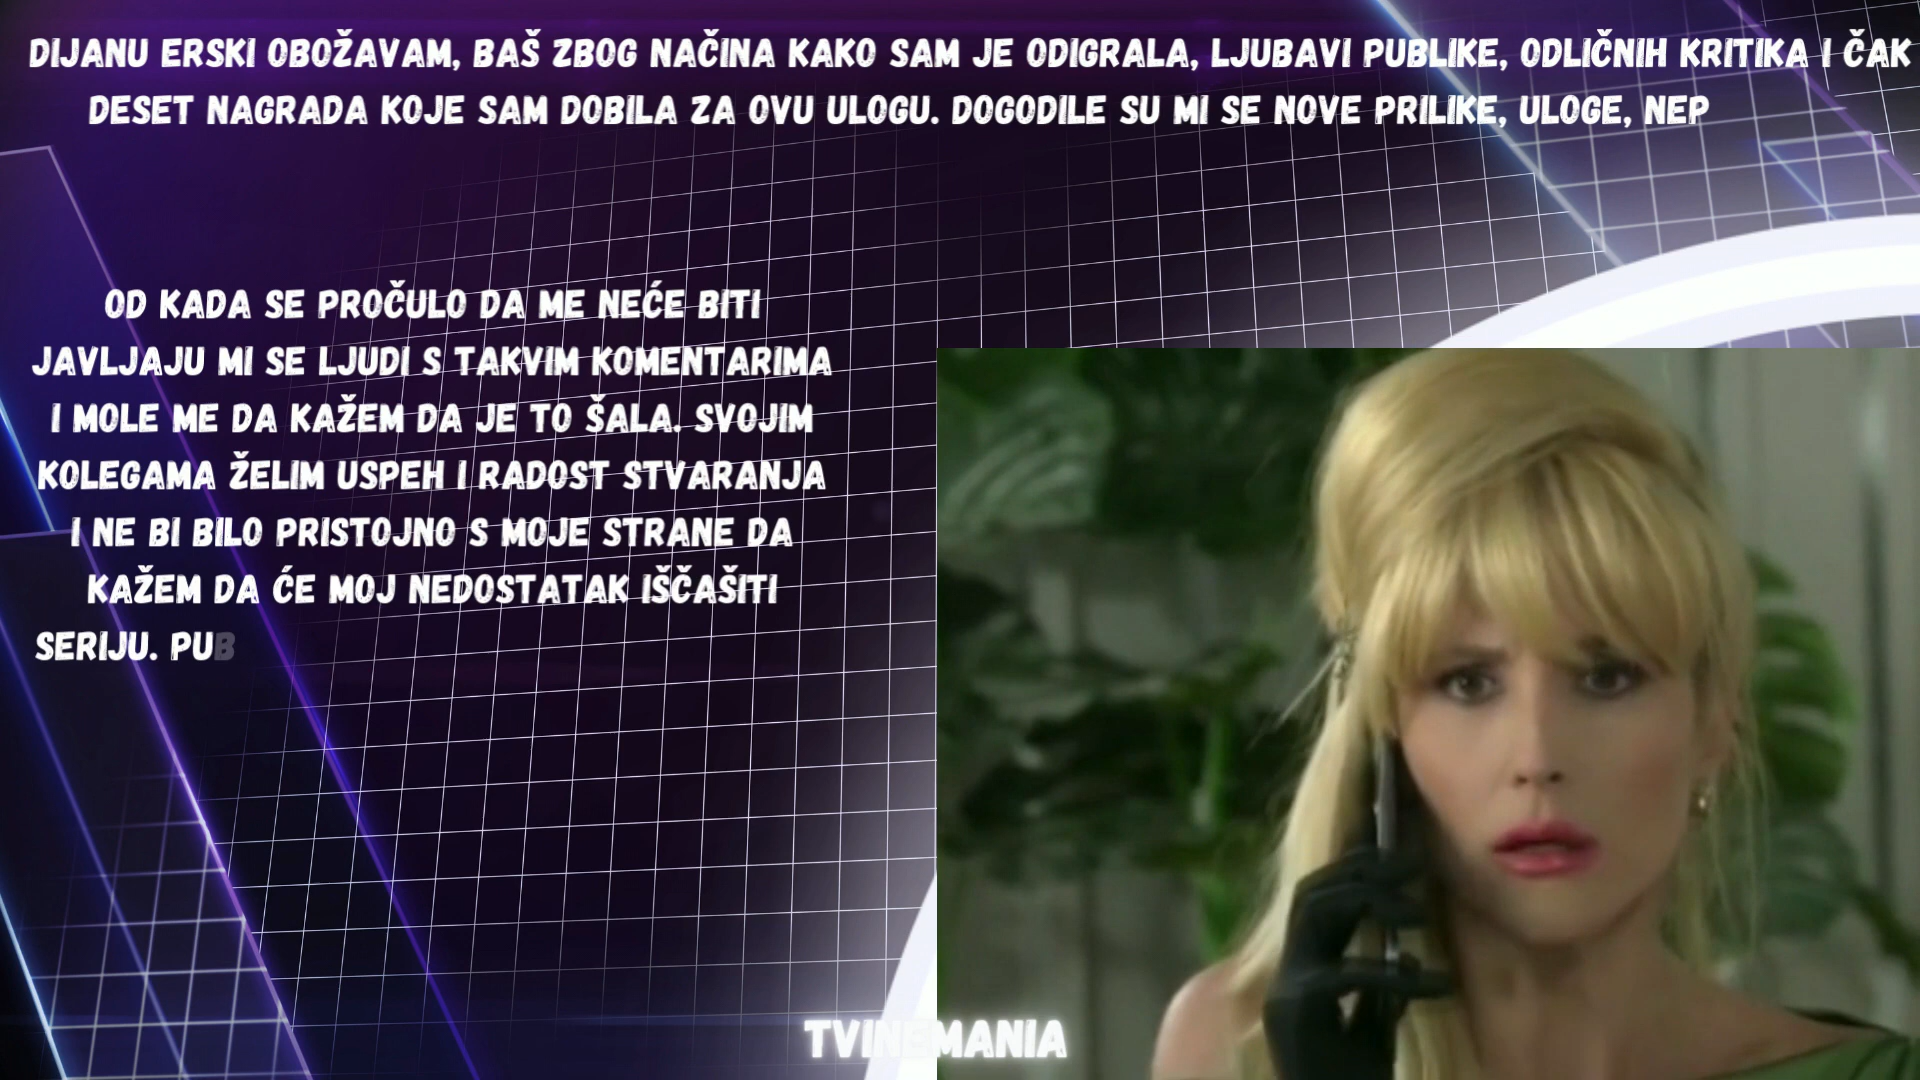 DIJANU ERSKI OBOŽAVAM, BAŠ ZBOG NAČINA KAKO SAM JE ODIGRALA, LJUBAVI PUBLIKE, ODLIČNIH KRITIKA I ČAK
DESET NAGRADA KOJE SAM DOBILA ZA OVU ULOGU. DOGODILE SU MI SE NOVE PRILIKE, ULOGE, NEP
OD KADA SE PROČULO DA ME NEĆE BITI
JAVLJAJU MI SE LJUDI S TAKVIM KOMENTARIMA
I MOLE ME DA KAŽEM DA JE TO ŠALA. SVOJIM
KOLEGAMA ŽELIM USPEH I RADOST STVARANJA
I NE BI BILO PRISTOJNO S MOJE STRANE DA
KAŽEM DA ĆE MOJ NEDOSTATAK IŠČAŠITI
SERIJU. PUB
TVINEMANIA